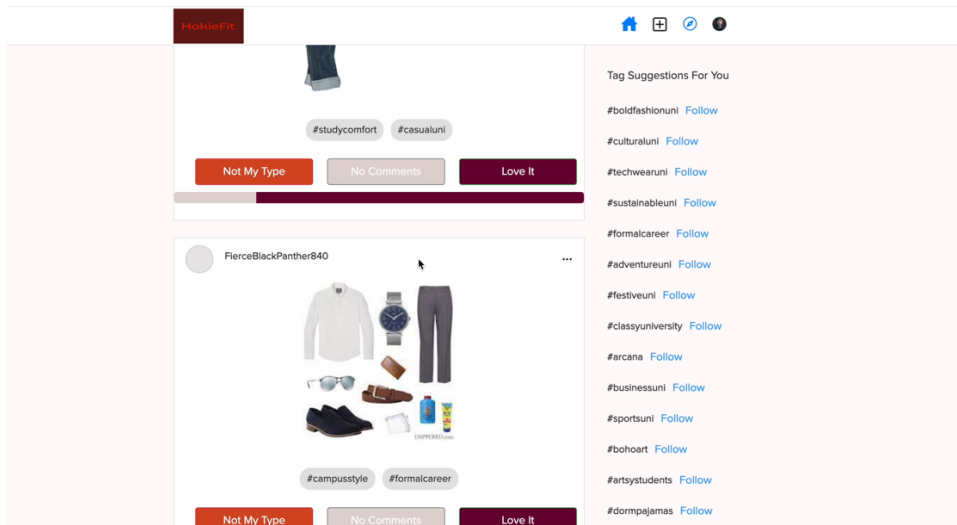 HokieFit
#studycomfort #casualuni
Not My Type No Comments Love It
FierceBlackPanther840
...
DAPPERED.com
#campusstyle #formalcareer
Not My Type No Comments Love It
Tag Suggestions For You
#boldfashionuni Follow
#culturaluni Follow
#techwearuni Follow
#sustainableuni Follow
#formalcareer Follow
#adventureuni Follow
#festiveuni Follow
#classyuniversity Follow
#arcana Follow
#businessuni Follow
#sportsuni Follow
#bohoart Follow
#artsystudents Follow
#dormpajamas Follow